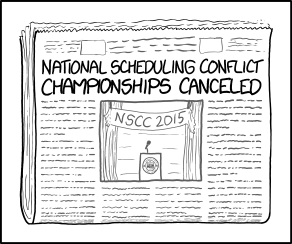 NATIONAL SCHEDULING CONFLICT
CHAMPIONSHIPS CANCELED
NSCC 2015